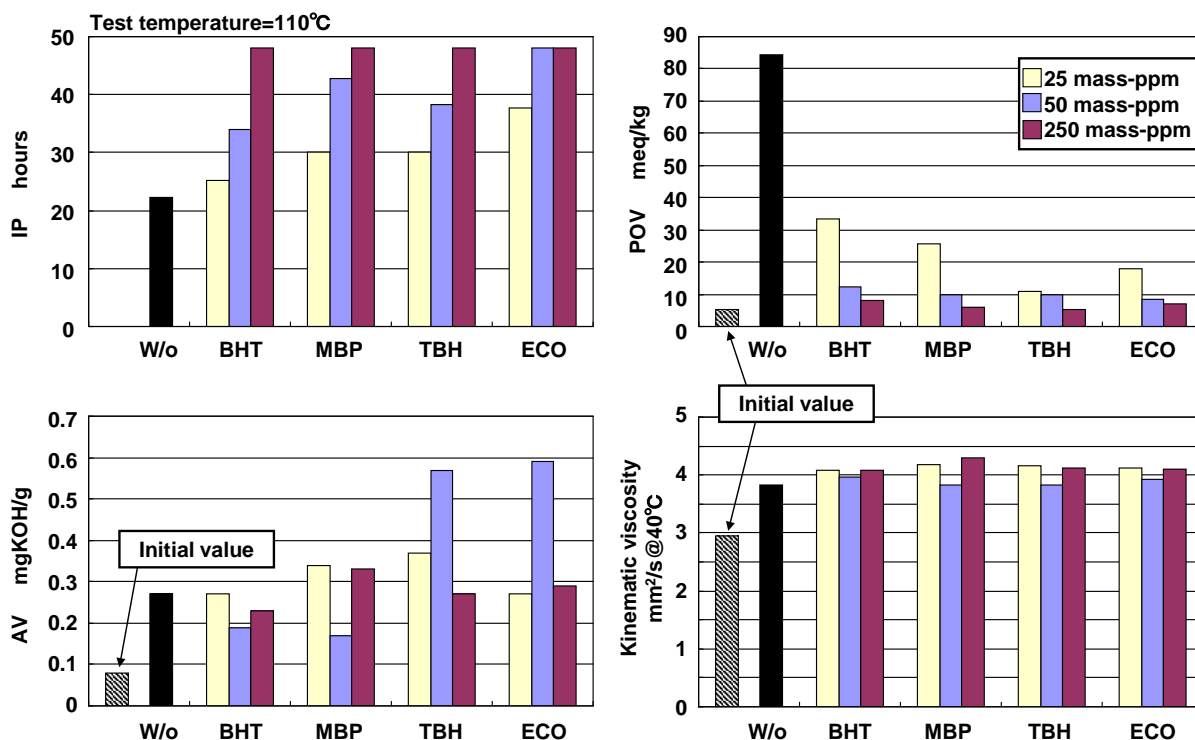 Test temperature=110℃
50
40
30
20
10
0
IP hours
W/o BHT MBP TBH ECO
90
80
70
60
50
40
30
20
10
0
POV meq/kg
25 mass-ppm
50 mass-ppm
250 mass-ppm
W/o BHT MBP TBH ECO
Initial value
0.7
0.6
0.5
0.4
0.3
0.2
0.1
0
AV mgKOH/g
Initial value
W/o BHT MBP TBH ECO
5
4
3
2
1
0
Kinematic viscosity
mm²/s@40℃
W/o BHT MBP TBH ECO